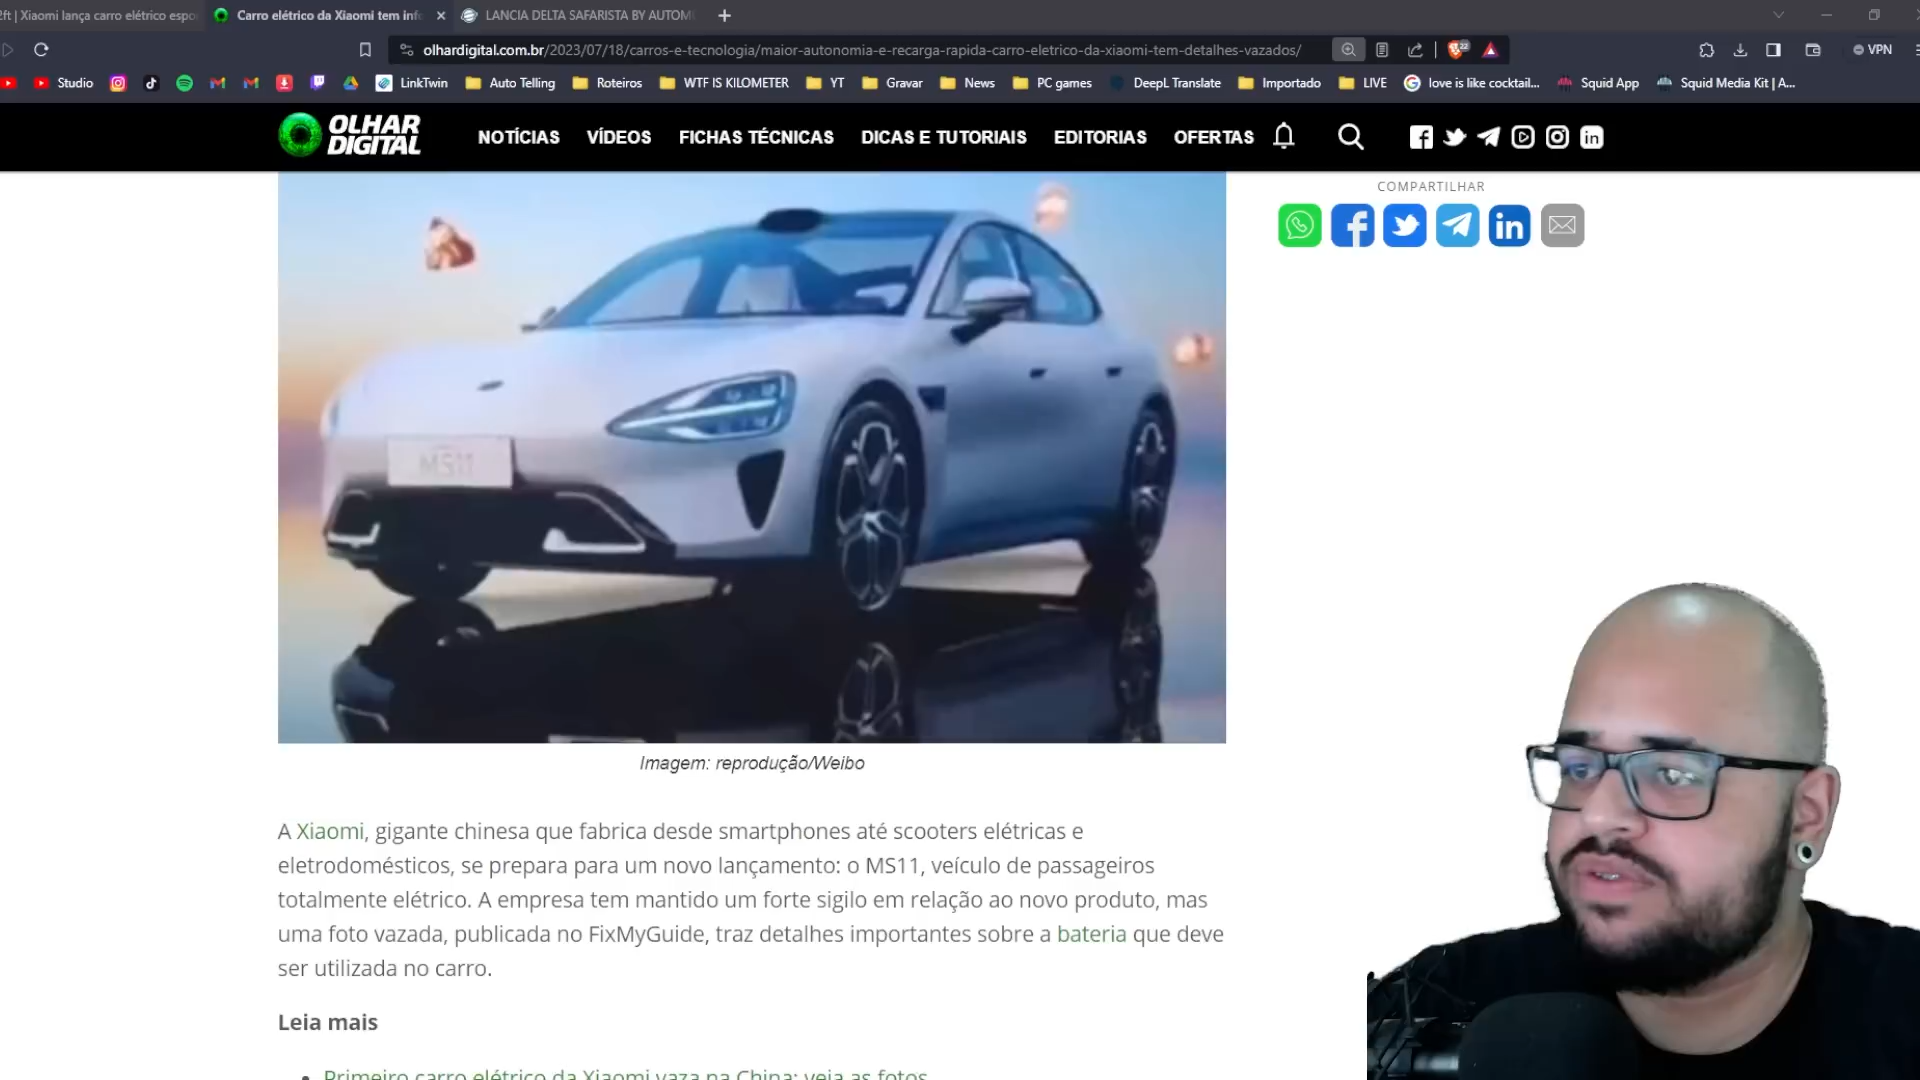 2ft | Xiaomi lança carro elétrico espo
Carro elétrico da Xiaomi tem info
LANCIA DELTA SAFARISTA BY AUTOM
olhardigital.com.br/2023/07/18/carros-e-tecnologia/maior-autonomia-e-recarga-rapida-carro-eletrico-da-xiaomi-tem-detalhes-vazados/
22
VPN
Studio
LinkTwin
Auto Telling
Roteiros
WTF IS KILOMETER
YT
Gravar
News
PC games
DeepL Translate
Importado
LIVE
love is like cocktail...
Squid App
Squid Media Kit | A...
OLHAR
DIGITAL
NOTÍCIAS VÍDEOS FICHAS TÉCNICAS DICAS E TUTORIAIS EDITORIAS OFERTAS
COMPARTILHAR
MS11
Imagem: reprodução/Weibo
A Xiaomi, gigante chinesa que fabrica desde smartphones até scooters elétricas e
eletrodomésticos, se prepara para um novo lançamento: o MS11, veículo de passageiros
totalmente elétrico. A empresa tem mantido um forte sigilo em relação ao novo produto, mas
uma foto vazada, publicada no FixMyGuide, traz detalhes importantes sobre a bateria que deve
ser utilizada no carro.
Leia mais
Primeiro carro elétrico da Xiaomi vaza na China; veja as fotos